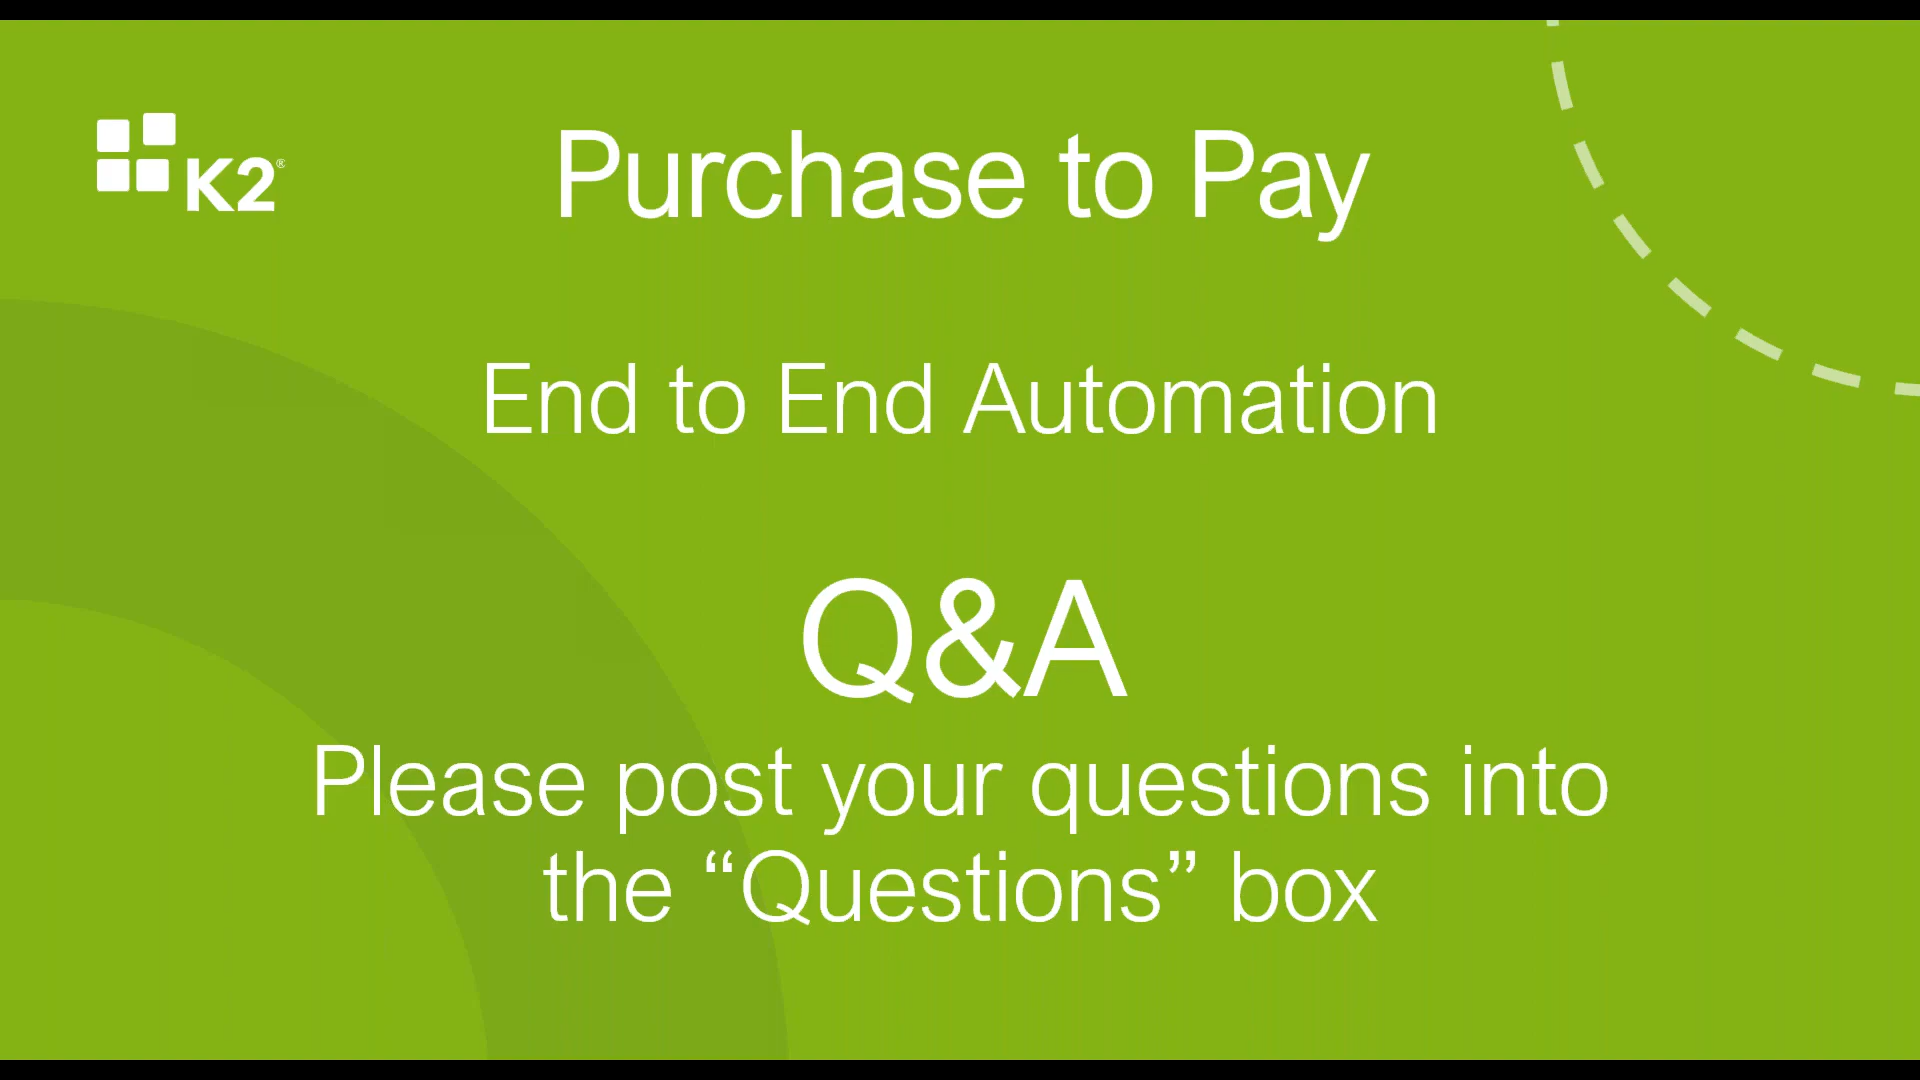 K2®
Purchase to Pay
End to End Automation
Q&A
Please post your questions into
the “Questions” box